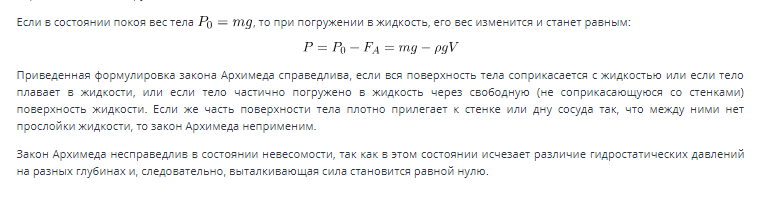 Если в состоянии покоя вес тела P₀ = mg, то при погружении в жидкость, его вес изменится и станет равным:
P = P₀ − F_A = mg − ρgV
Приведенная формулировка закона Архимеда справедлива, если вся поверхность тела соприкасается с жидкостью или если тело
плавает в жидкости, или если тело частично погружено в жидкость через свободную (не соприкасающуюся со стенками)
поверхность жидкости. Если же часть поверхности тела плотно прилегает к стенке или дну сосуда так, что между ними нет
прослойки жидкости, то закон Архимеда неприменим.
Закон Архимеда несправедлив в состоянии невесомости, так как в этом состоянии исчезает различие гидростатических давлений
на разных глубинах и, следовательно, выталкивающая сила становится равной нулю.